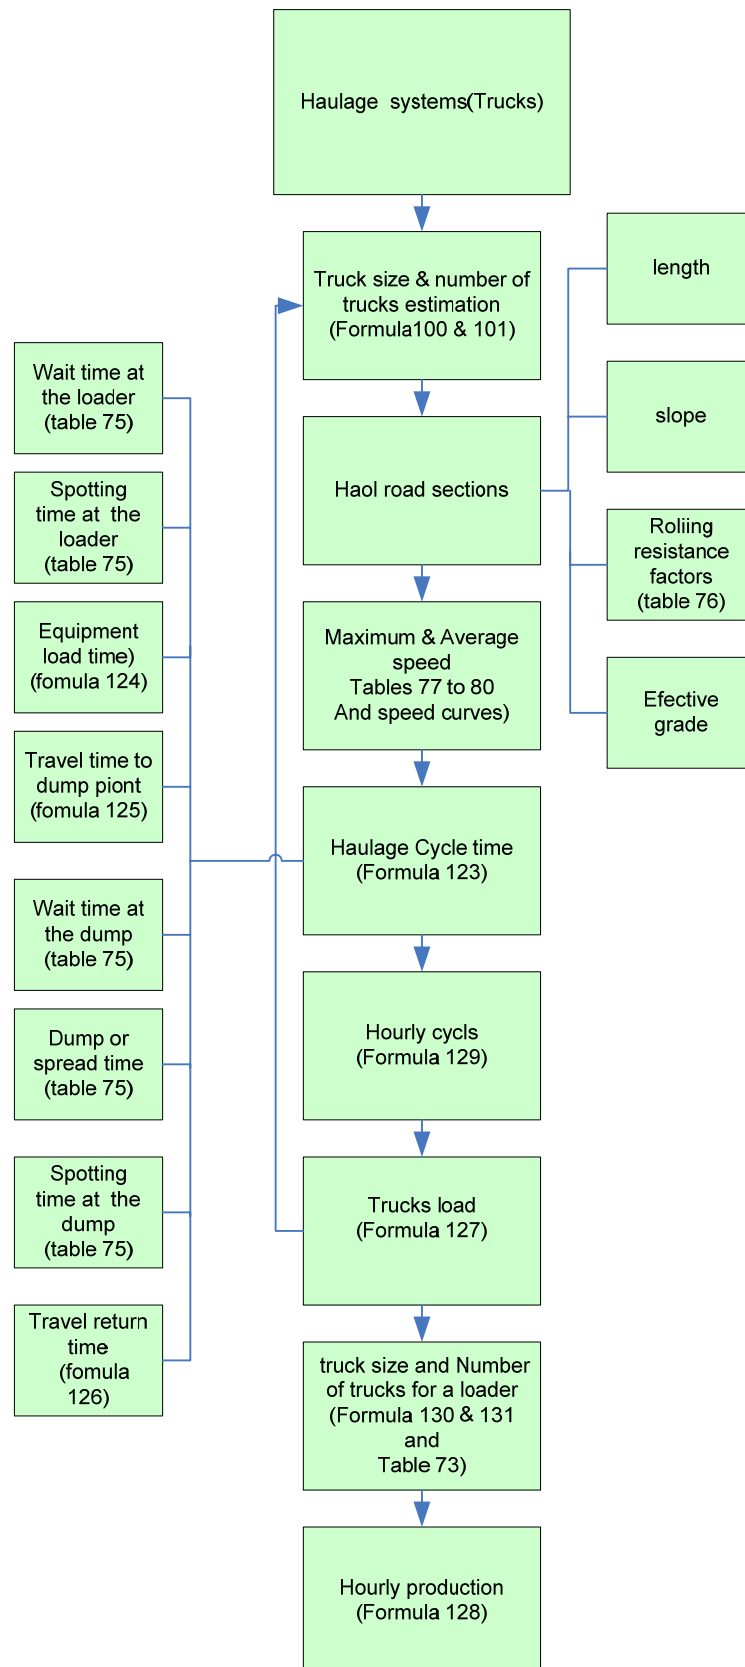 Haulage systems(Trucks)
Truck size & number of
trucks estimation
(Formula100 & 101)
length
slope
Haol road sections
Roliing
resistance
factors
(table 76)
Efective
grade
Maximum & Average
speed
Tables 77 to 80
And speed curves)
Haulage Cycle time
(Formula 123)
Wait time at
the loader
(table 75)
Spotting
time at the
loader
(table 75)
Equipment
load time)
(fomula 124)
Travel time to
dump piont
(fomula 125)
Wait time at
the dump
(table 75)
Dump or
spread time
(table 75)
Spotting
time at the
dump
(table 75)
Travel return
time
(fomula
126)
Hourly cycls
(Formula 129)
Trucks load
(Formula 127)
truck size and Number
of trucks for a loader
(Formula 130 & 131
and
Table 73)
Hourly production
(Formula 128)